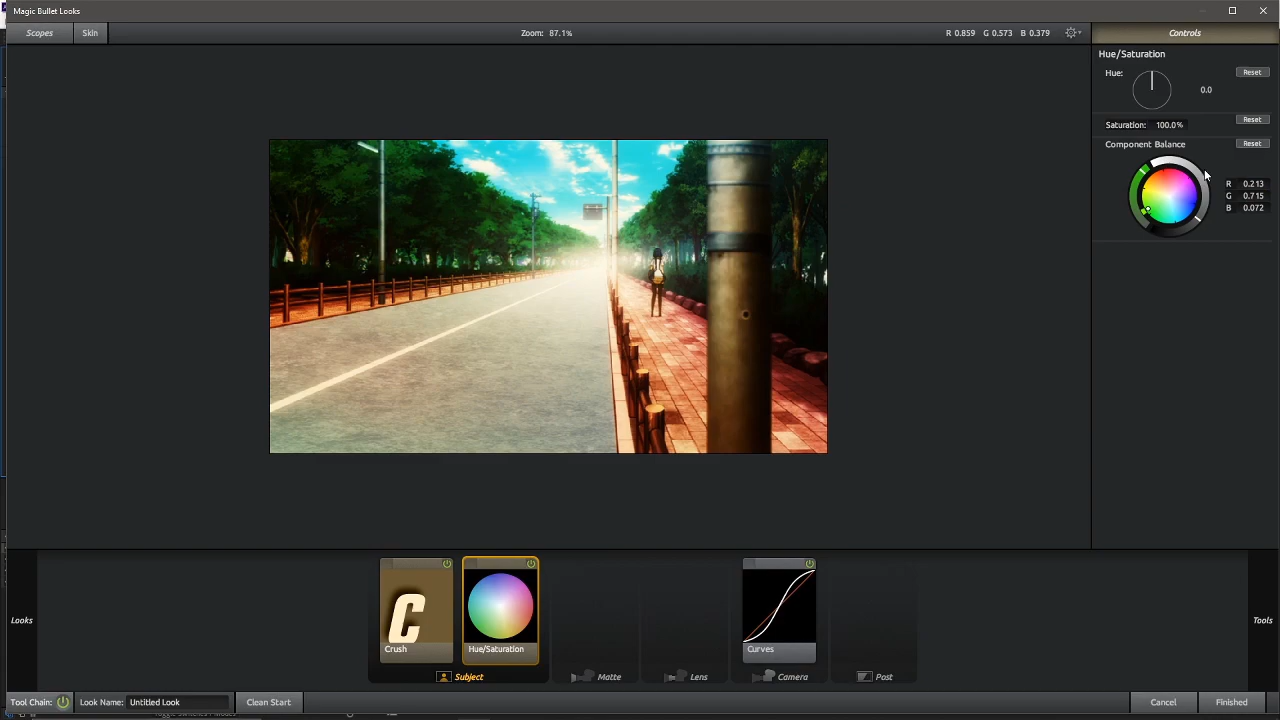 Magic Bullet Looks
Scopes
Skin
Zoom: 87.1%
R 0.859 G 0.573 B 0.379
Controls
Hue/Saturation
Hue:
Reset
0.0
Saturation: 100.0%
Reset
Component Balance
Reset
R 0.213
G 0.715
B 0.072
Looks
Tools
C
Crush
Hue/Saturation
Curves
Subject
Matte
Lens
Camera
Post
Tool Chain:
Look Name: Untitled Look
Clean Start
Cancel
Finished